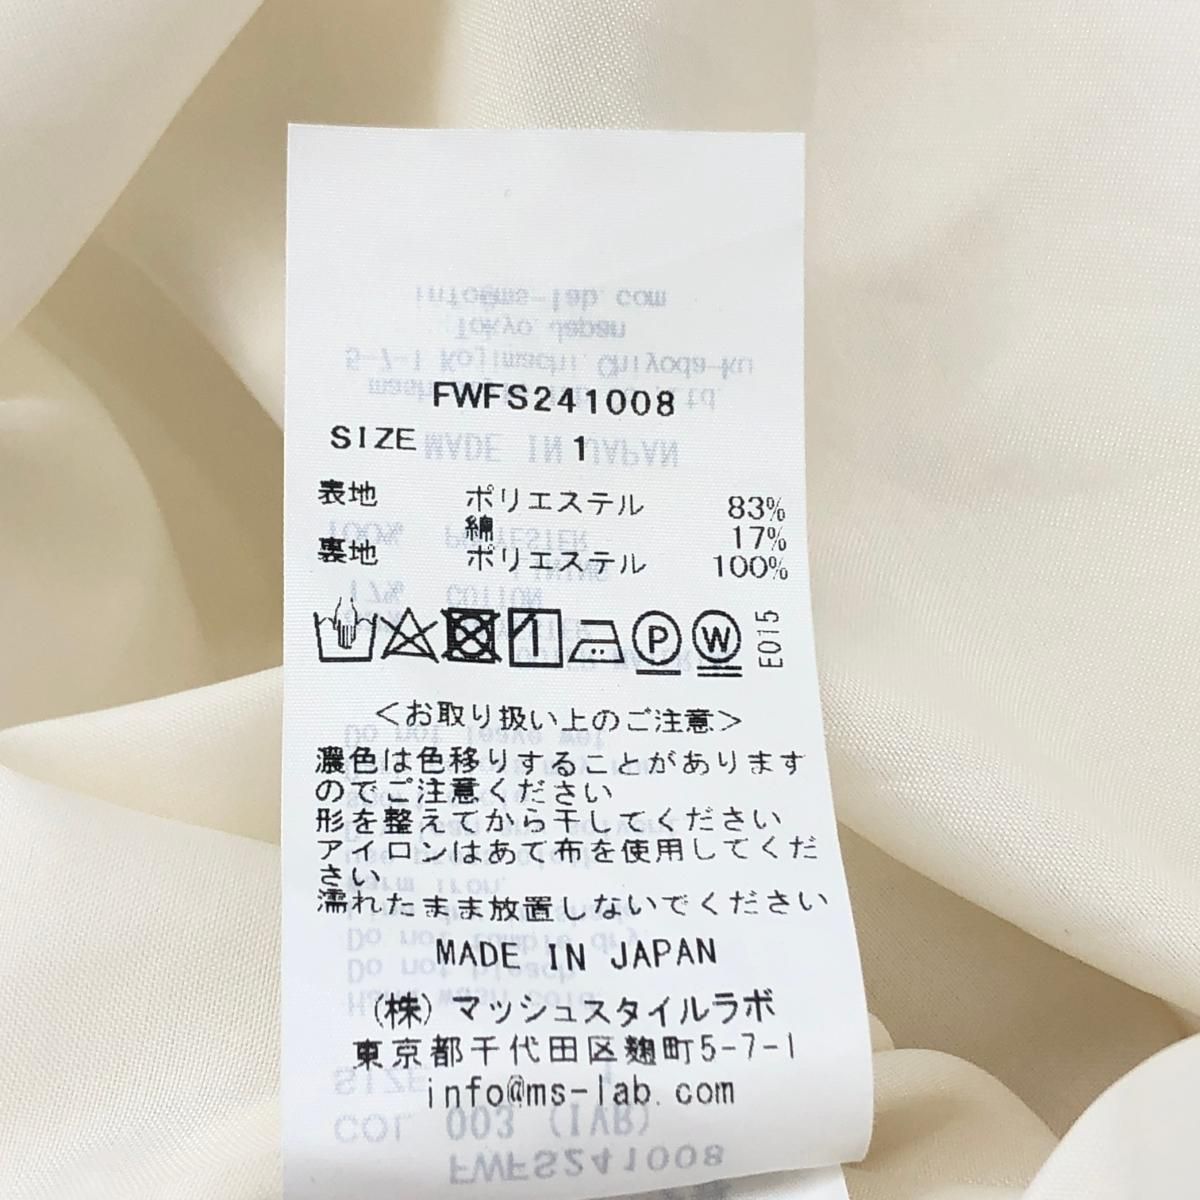 FWFS241008
SIZE 1
表地 ポリエステル 83%
綿 17%
裏地 ポリエステル 100%
P W E015
<お取り扱い上のご注意>
濃色は色移りすることがあります
のでご注意ください
形を整えてから干してください
アイロンはあて布を使用してくだ
さい
濡れたまま放置しないでください
MADE IN JAPAN
(株)マッシュスタイルラボ
東京都千代田区麹町5-7-1
info@ms-lab.com